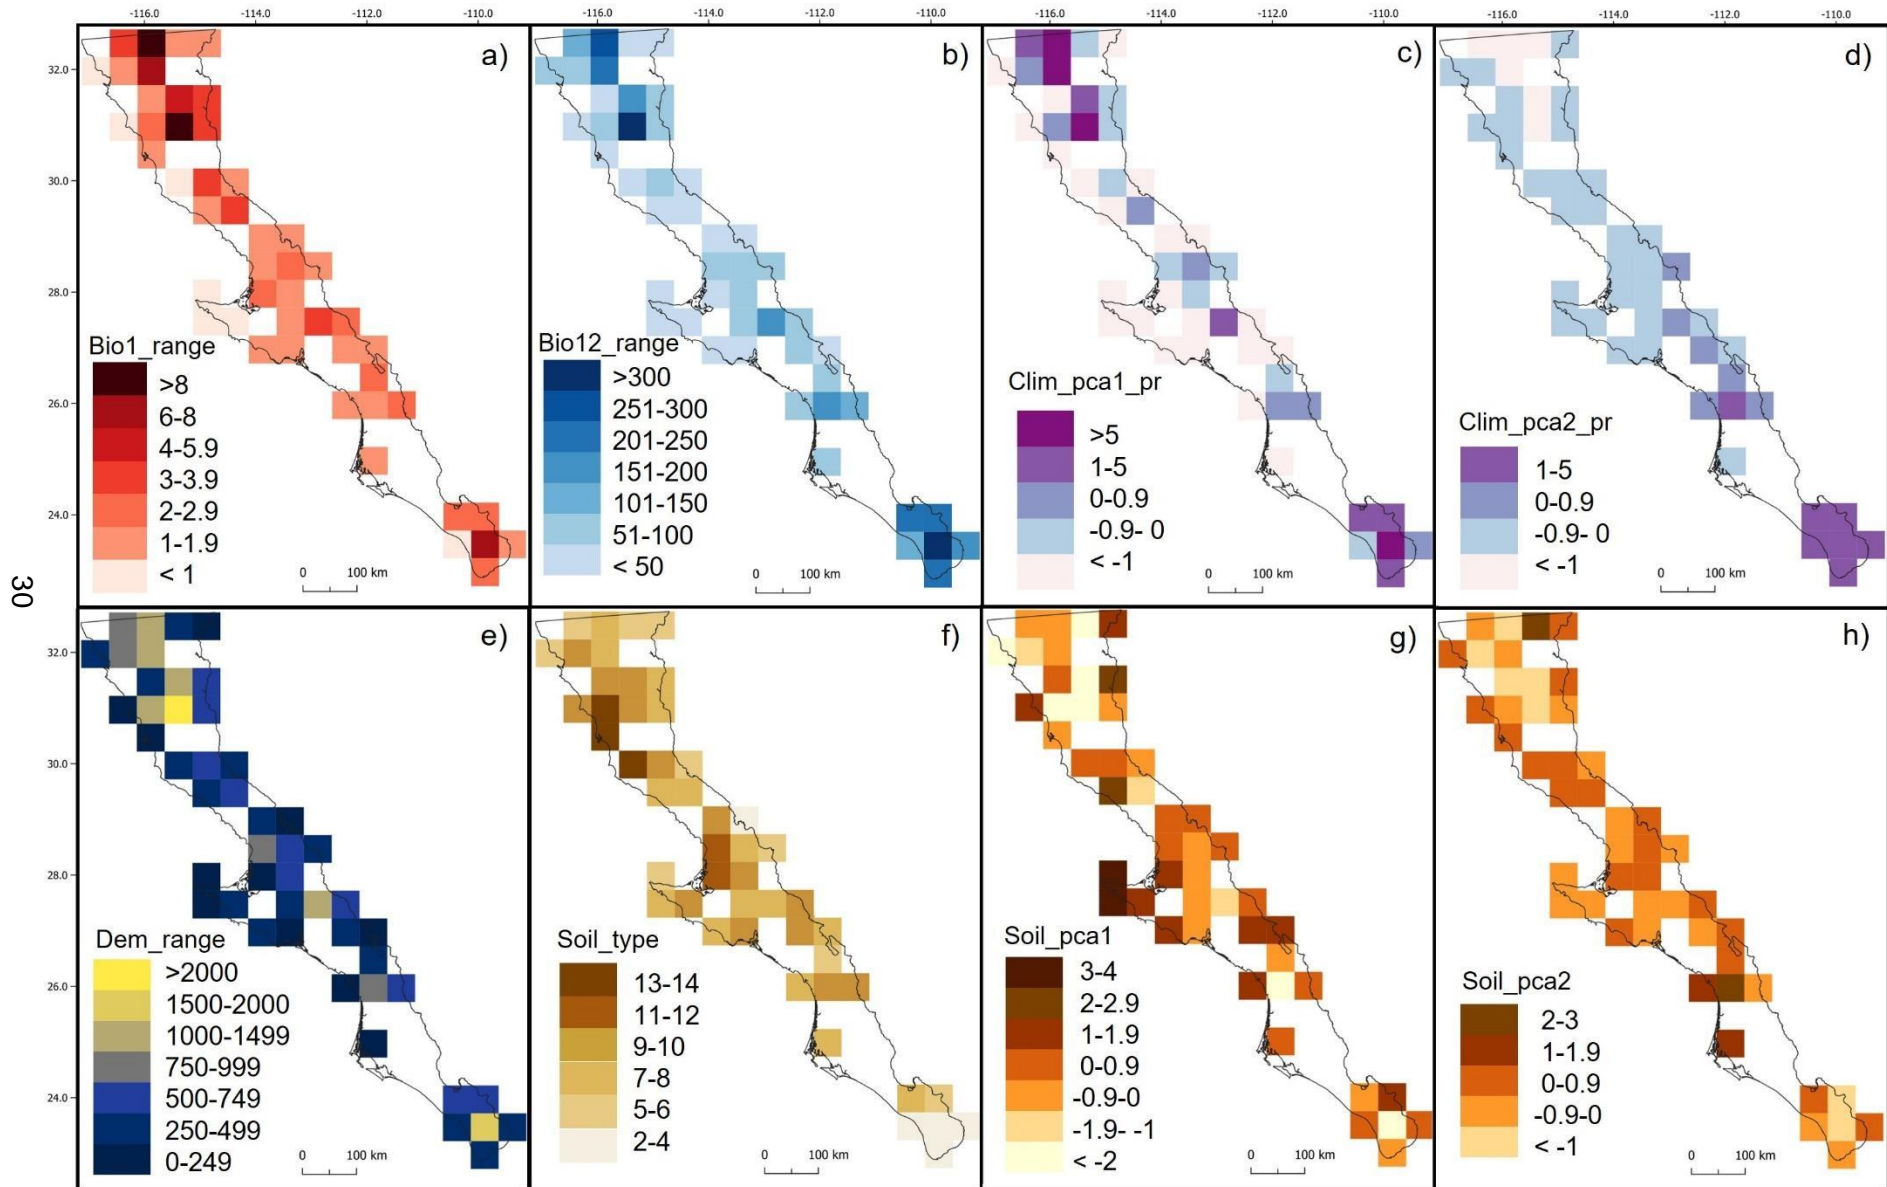 -116.0 -114.0 -112.0 -110.0 -116.0 -114.0 -112.0 -110.0 -116.0 -114.0 -112.0 -110.0 -116.0 -114.0 -112.0 -110.0
32.0
30.0
28.0
26.0
24.0
a)
Bio1_range
>8
6-8
4-5.9
3-3.9
2-2.9
1-1.9
< 1
0 100 km
b)
Bio12_range
>300
251-300
201-250
151-200
101-150
51-100
< 50
0 100 km
c)
Clim_pca1_pr
>5
1-5
0-0.9
-0.9- 0
< -1
0 100 km
d)
Clim_pca2_pr
1-5
0-0.9
-0.9- 0
< -1
0 100 km
30
32.0
30.0
28.0
26.0
24.0
e)
Dem_range
>2000
1500-2000
1000-1499
750-999
500-749
250-499
0-249
0 100 km
f)
Soil_type
13-14
11-12
9-10
7-8
5-6
2-4
0 100 km
g)
Soil_pca1
3-4
2-2.9
1-1.9
0-0.9
-0.9-0
-1.9- -1
< -2
0 100 km
h)
Soil_pca2
2-3
1-1.9
0-0.9
-0.9-0
< -1
0 100 km